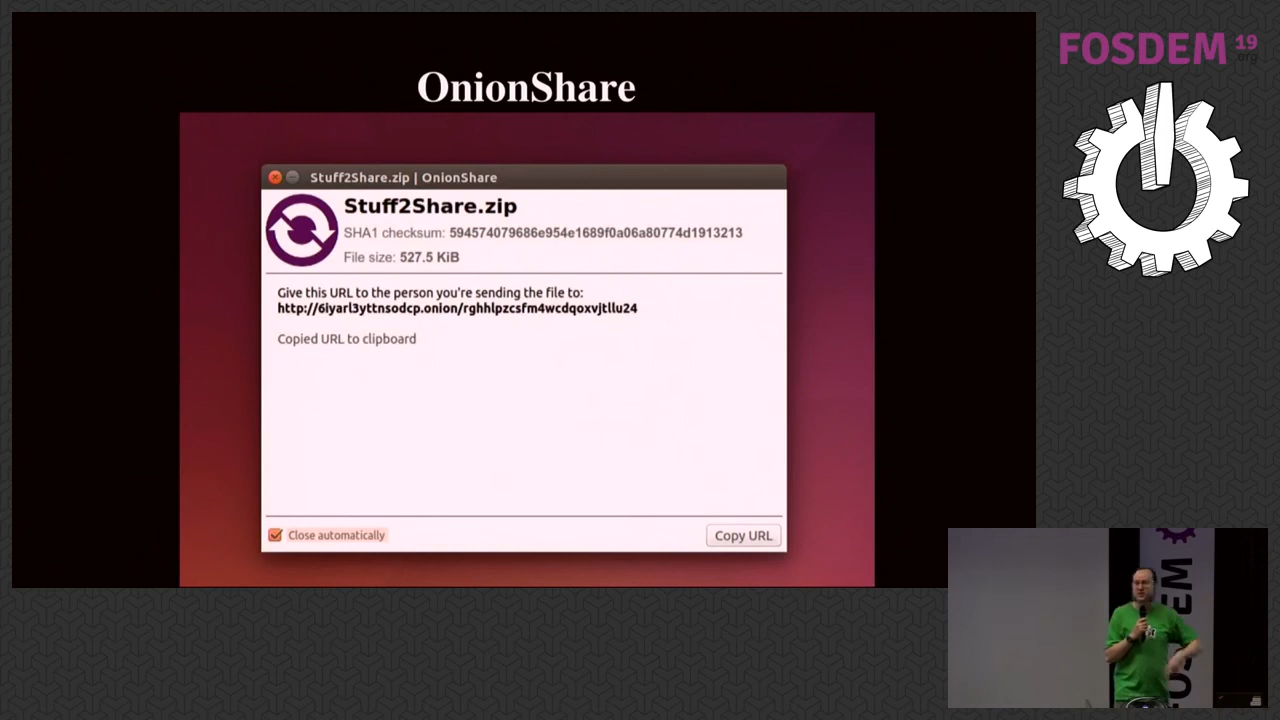 OnionShare
Stuff2Share.zip | OnionShare
Stuff2Share.zip
SHA1 checksum: 594574079686e954e1689f0a06a80774d1913213
File size: 527.5 KiB
Give this URL to the person you're sending the file to:
http://6iyarl3yttnsodcp.onion/rghhlpzcsfm4wcdqoxvjtllu24
Copied URL to clipboard
Close automatically
Copy URL
FOSDEM 19
.org